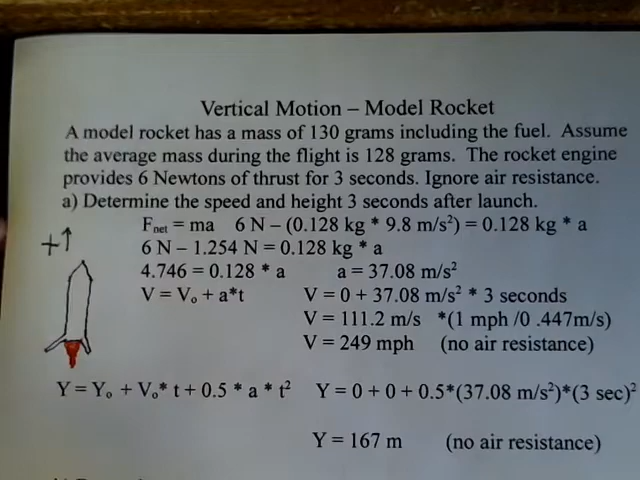 Vertical Motion – Model Rocket
A model rocket has a mass of 130 grams including the fuel. Assume
the average mass during the flight is 128 grams. The rocket engine
provides 6 Newtons of thrust for 3 seconds. Ignore air resistance.
a) Determine the speed and height 3 seconds after launch.
Fnet = ma 6 N – (0.128 kg * 9.8 m/s²) = 0.128 kg * a
+↑
6 N – 1.254 N = 0.128 kg * a
4.746 = 0.128 * a a = 37.08 m/s²
V = Vo + a*t V = 0 + 37.08 m/s² * 3 seconds
V = 111.2 m/s *(1 mph /0 .447m/s)
V = 249 mph (no air resistance)
Y = Yo + Vo* t + 0.5 * a * t² Y = 0 + 0 + 0.5*(37.08 m/s²)*(3 sec)²
Y = 167 m (no air resistance)